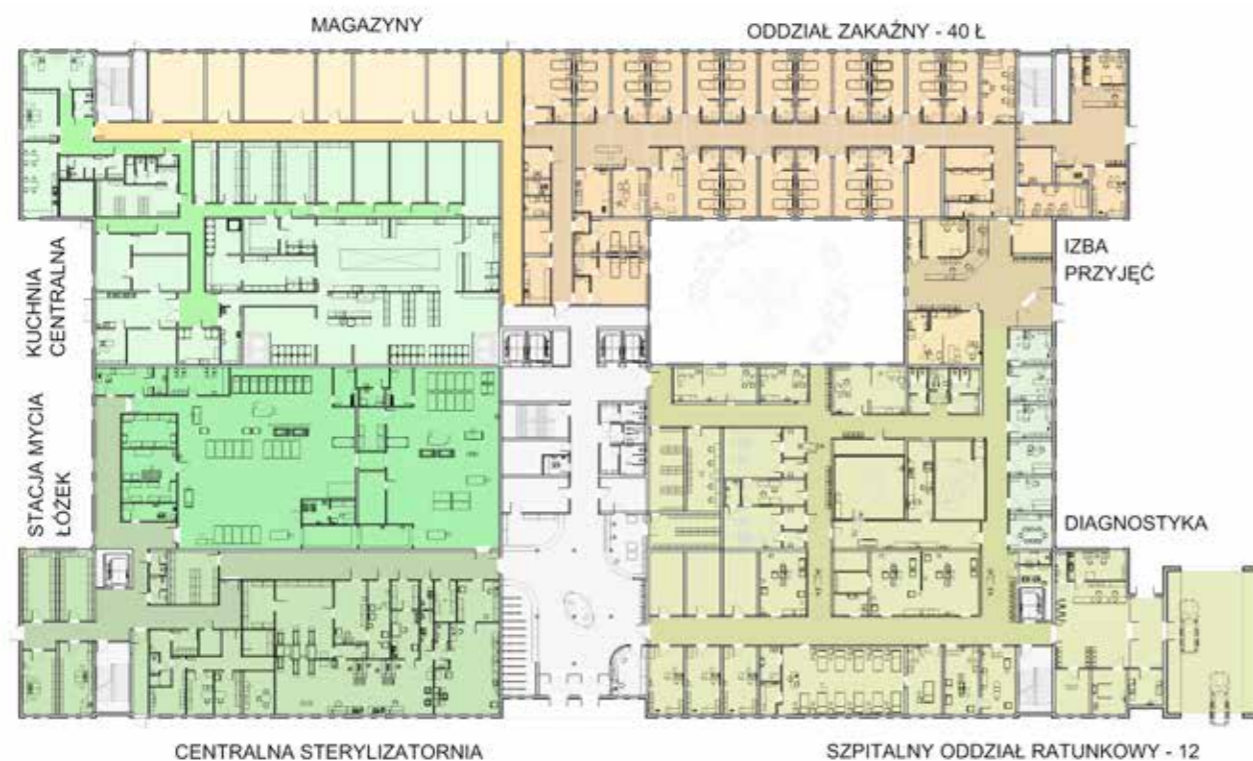 MAGAZYNY
ODDZIAŁ ZAKAŹNY - 40 Ł
KUCHNIA
CENTRALNA
IZBA
PRZYJĘĆ
STACJA MYCIA
ŁÓŻEK
DIAGNOSTYKA
CENTRALNA STERYLIZATORNIA
SZPITALNY ODDZIAŁ RATUNKOWY - 12